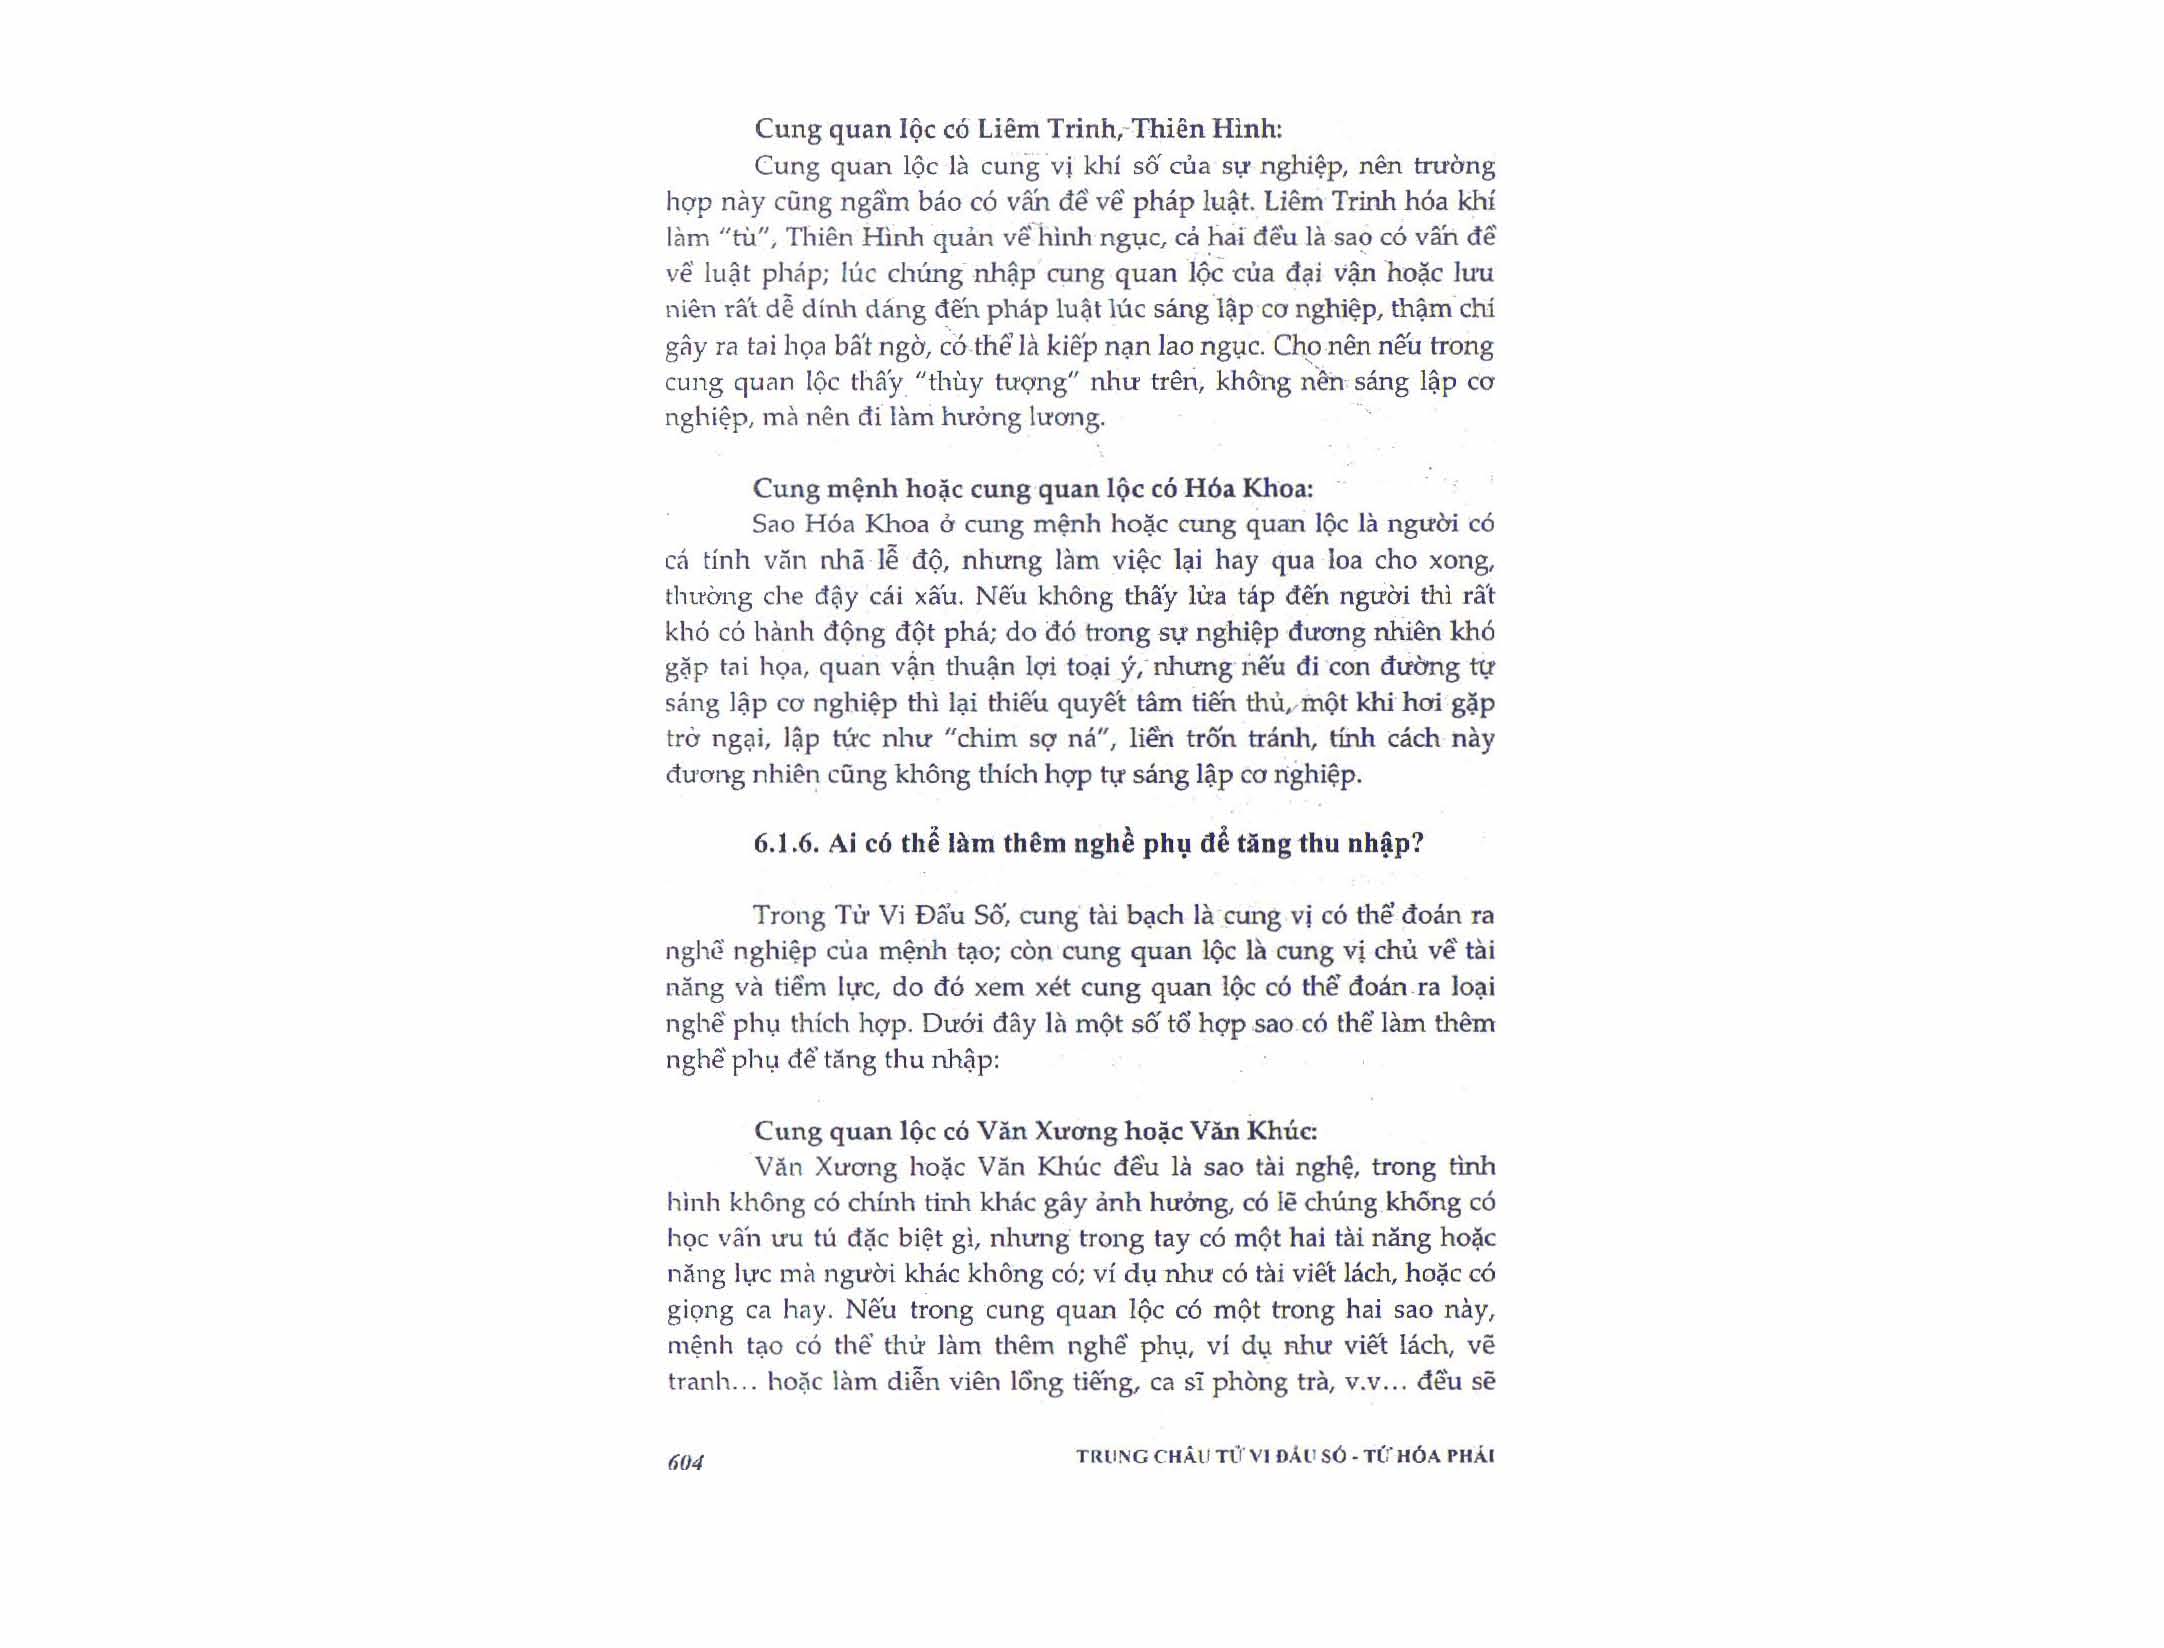 Cung quan lộc có Liêm Trinh, Thiên Hình:
Cung quan lộc là cung vị khí số của sự nghiệp, nên trường
hợp này cũng ngầm báo có vấn đề về pháp luật. Liêm Trinh hóa khí
làm "tù", Thiên Hình quản về hình ngục, cả hai đều là sao có vấn đề
về luật pháp; lúc chúng nhập cung quan lộc của đại vận hoặc lưu
niên rất dễ dính dáng đến pháp luật lúc sáng lập cơ nghiệp, thậm chí
gây ra tai họa bất ngờ, có thể là kiếp nạn lao ngục. Cho nên nếu trong
cung quan lộc thấy "thùy tượng" như trên, không nên sáng lập cơ
nghiệp, mà nên đi làm hưởng lương.
Cung mệnh hoặc cung quan lộc có Hóa Khoa:
Sao Hóa Khoa ở cung mệnh hoặc cung quan lộc là người có
cá tính văn nhã lễ độ, nhưng làm việc lại hay qua loa cho xong,
thường che đậy cái xấu. Nếu không thấy lửa táp đến người thì rất
khó có hành động đột phá; do đó trong sự nghiệp đương nhiên khó
gặp tai họa, quan vận thuận lợi toại ý, nhưng nếu đi con đường tự
sáng lập cơ nghiệp thì lại thiếu quyết tâm tiến thủ, một khi hơi gặp
trở ngại, lập tức như "chim sợ ná", liền trốn tránh, tính cách này
đương nhiên cũng không thích hợp tự sáng lập cơ nghiệp.
6.1.6. Ai có thể làm thêm nghề phụ để tăng thu nhập?
Trong Tử Vi Đẩu Số, cung tài bạch là cung vị có thể đoán ra
nghề nghiệp của mệnh tạo; còn cung quan lộc là cung vị chủ về tài
năng và tiềm lực, do đó xem xét cung quan lộc có thể đoán ra loại
nghề phụ thích hợp. Dưới đây là một số tổ hợp sao có thể làm thêm
nghề phụ để tăng thu nhập:
Cung quan lộc có Văn Xương hoặc Văn Khúc:
Văn Xương hoặc Văn Khúc đều là sao tài nghệ, trong tình
hình không có chính tinh khác gây ảnh hưởng, có lẽ chúng không có
học vấn ưu tú đặc biệt gì, nhưng trong tay có một hai tài năng hoặc
năng lực mà người khác không có; ví dụ như có tài viết lách, hoặc có
giọng ca hay. Nếu trong cung quan lộc có một trong hai sao này,
mệnh tạo có thể thử làm thêm nghề phụ, ví dụ như viết lách, vẽ
tranh... hoặc làm diễn viên lồng tiếng, ca sĩ phòng trà, v.v... đều sẽ
604
TRUNG CHÂU TỬ VI ĐẨU SỐ - TỨ HÓA PHÁI